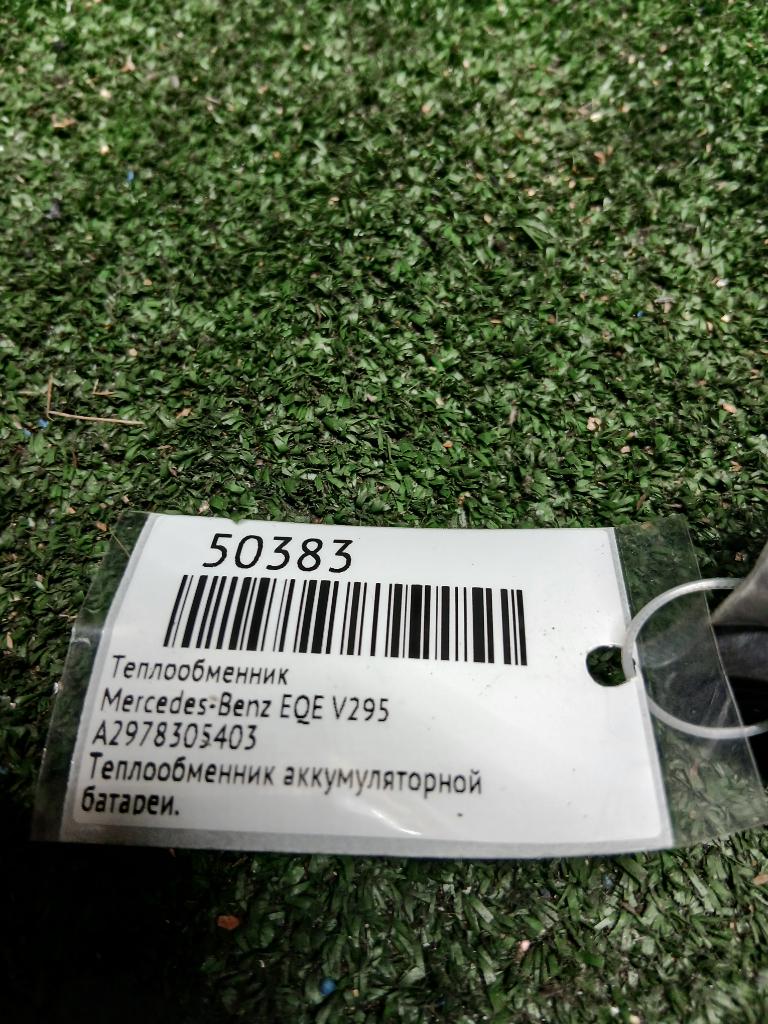 50383
Теплообменник
Mercedes-Benz EQE V295
A2978305403
Теплообменник аккумуляторной
батареи.